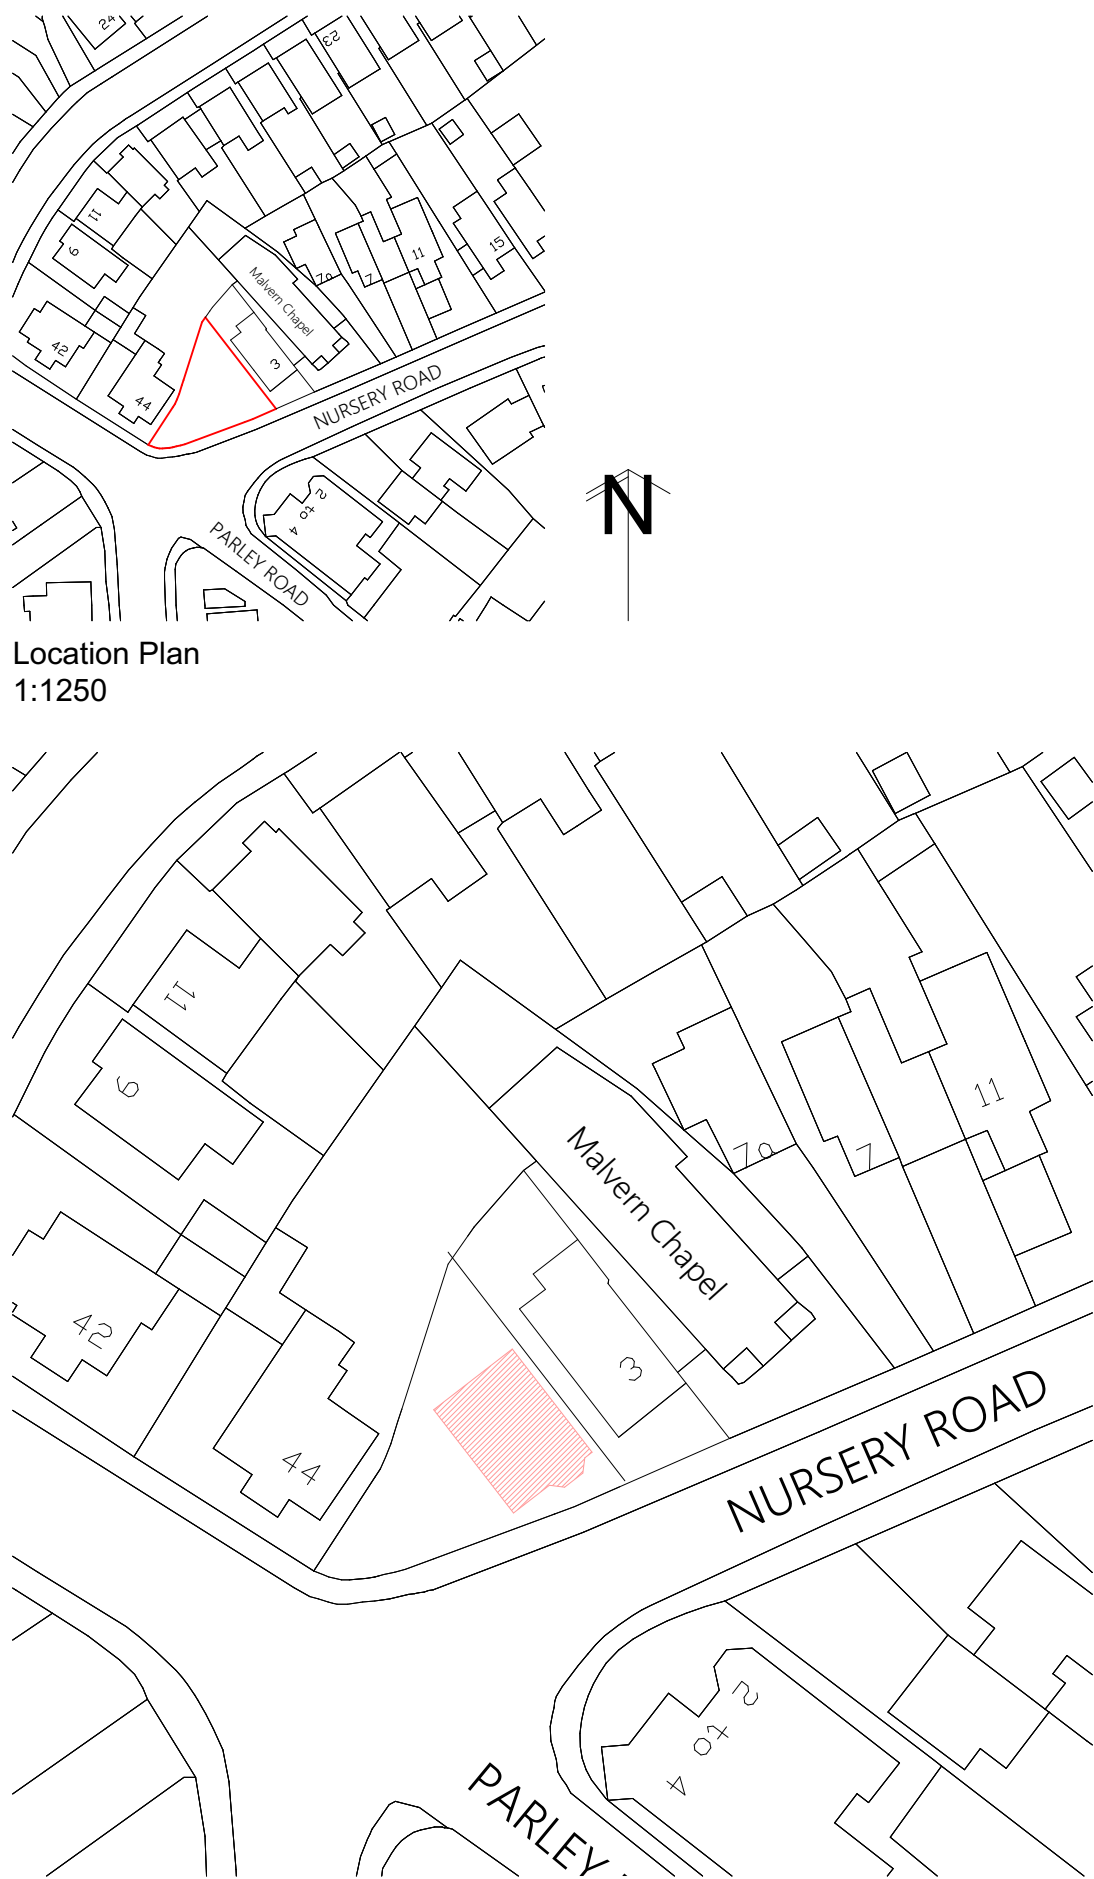 24
23
11
9
42
44
Malvern Chapel
3
7a
7
11
15
NURSERY ROAD
2
to
4
PARLEY ROAD
N
Location Plan
1:1250
11
9
42
44
Malvern Chapel
3
7a
7
11
NURSERY ROAD
2
to
4
PARLEY